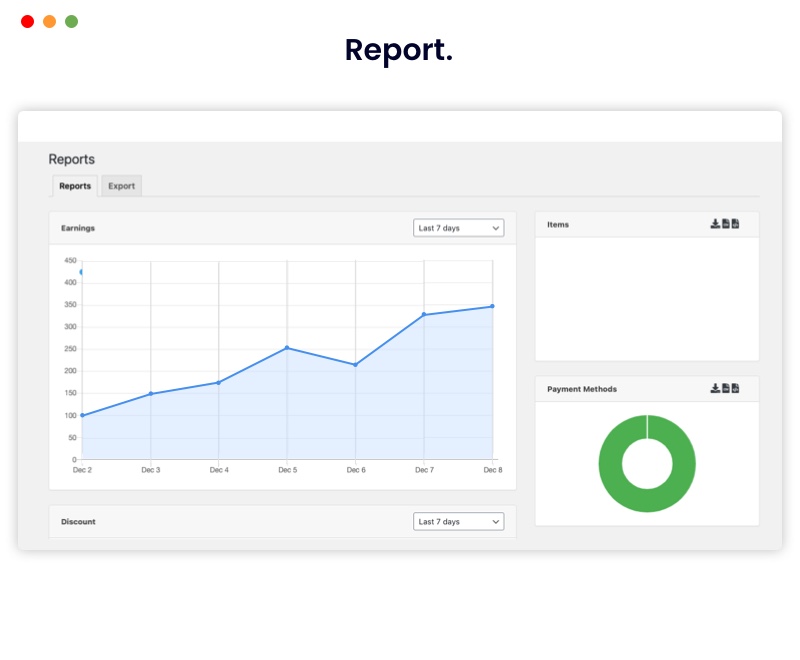 Report.
Reports
Reports
Export
Earnings
Last 7 days
450
400
350
300
250
200
150
100
50
0
Dec 2 Dec 3 Dec 4 Dec 5 Dec 6 Dec 7 Dec 8
Items
Payment Methods
Discount
Last 7 days